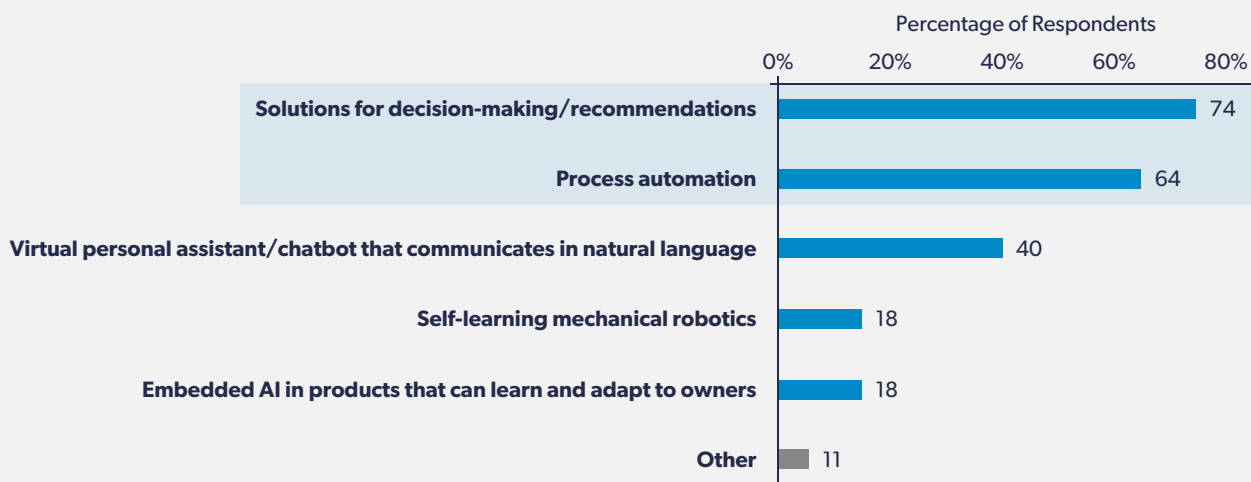 Percentage of Respondents
0% 20% 40% 60% 80%
Solutions for decision-making/recommendations 74
Process automation 64
Virtual personal assistant/chatbot that communicates in natural language 40
Self-learning mechanical robotics 18
Embedded AI in products that can learn and adapt to owners 18
Other 11